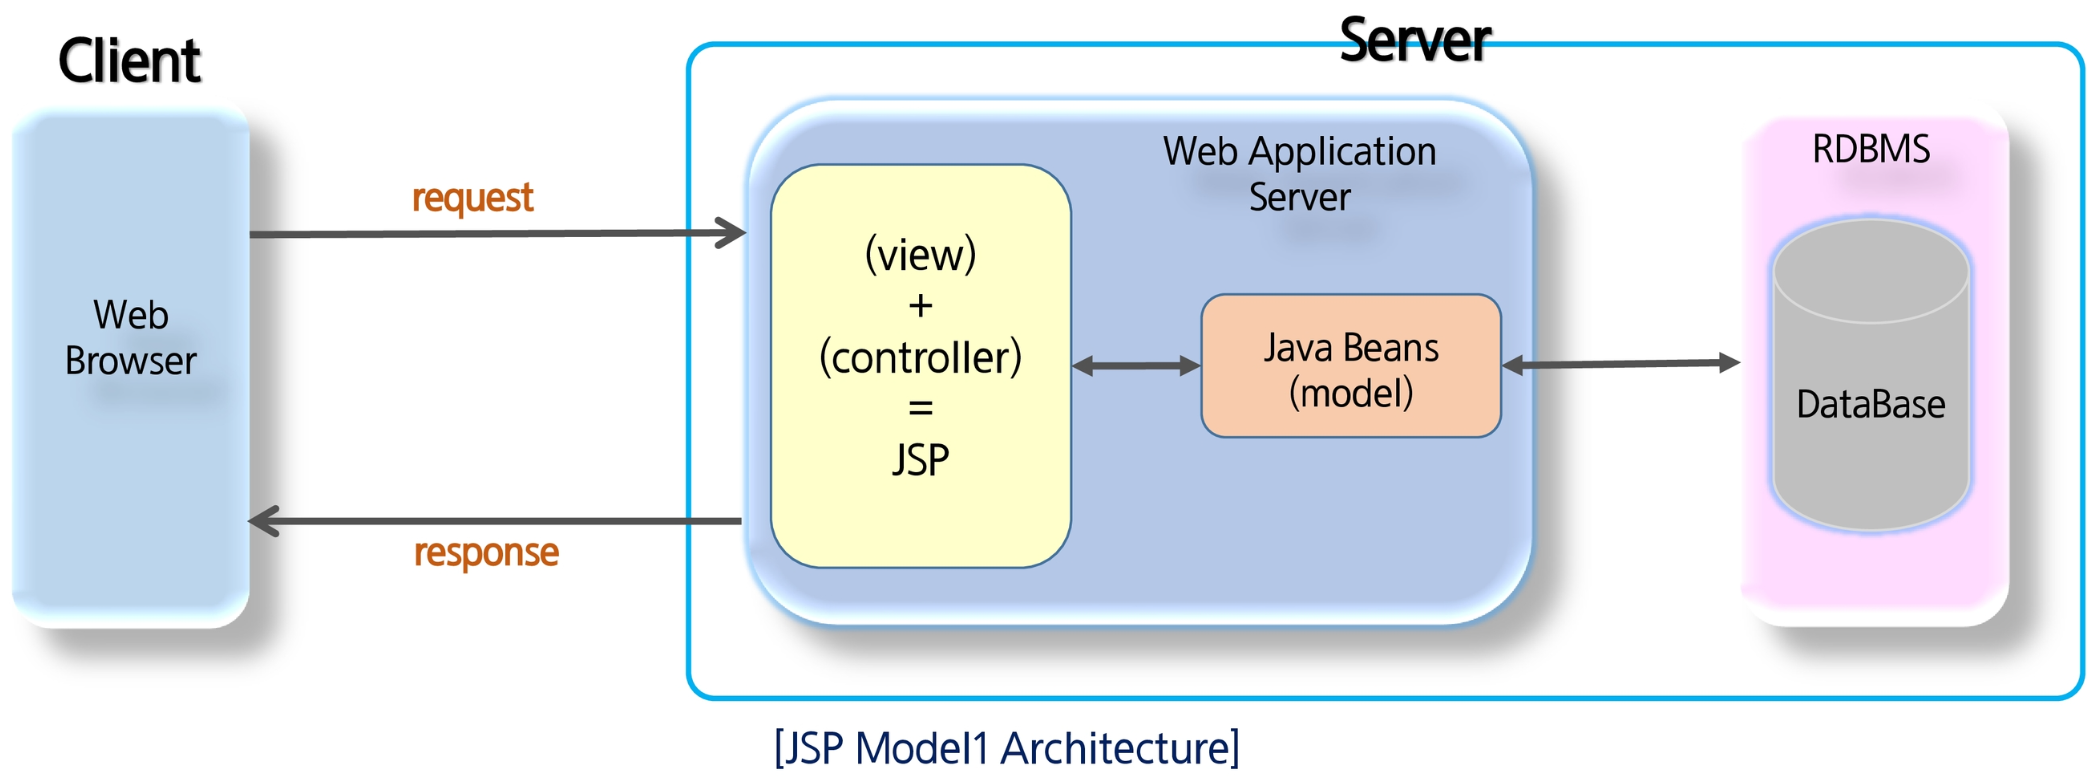 Client
Server
Web
Browser
request
response
(view)
+
(controller)
=
JSP
Web Application
Server
Java Beans
(model)
RDBMS
DataBase
[JSP Model1 Architecture]